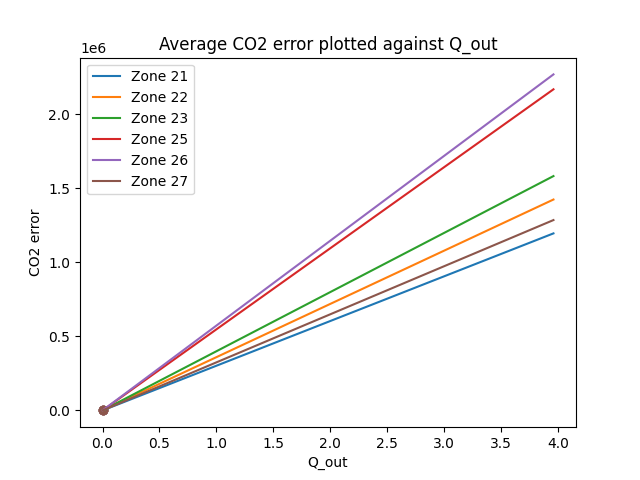 Average CO2 error plotted against Q_out
1e6
Zone 21
Zone 22
Zone 23
Zone 25
Zone 26
Zone 27
2.0
1.5
1.0
0.5
0.0
CO2 error
0.0 0.5 1.0 1.5 2.0 2.5 3.0 3.5 4.0
Q_out